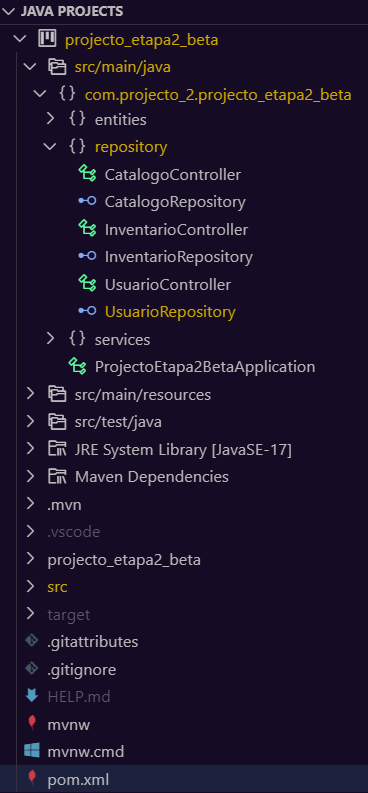 JAVA PROJECTS
projecto_etapa2_beta
src/main/java
{} com.projecto_2.projecto_etapa2_beta
{} entities
{} repository
CatalogoController
CatalogoRepository
InventarioController
InventarioRepository
UsuarioController
UsuarioRepository
{} services
ProjectoEtapa2BetaApplication
src/main/resources
src/test/java
JRE System Library [JavaSE-17]
Maven Dependencies
.mvn
.vscode
projecto_etapa2_beta
src
target
.gitattributes
.gitignore
HELP.md
mvnw
mvnw.cmd
pom.xml